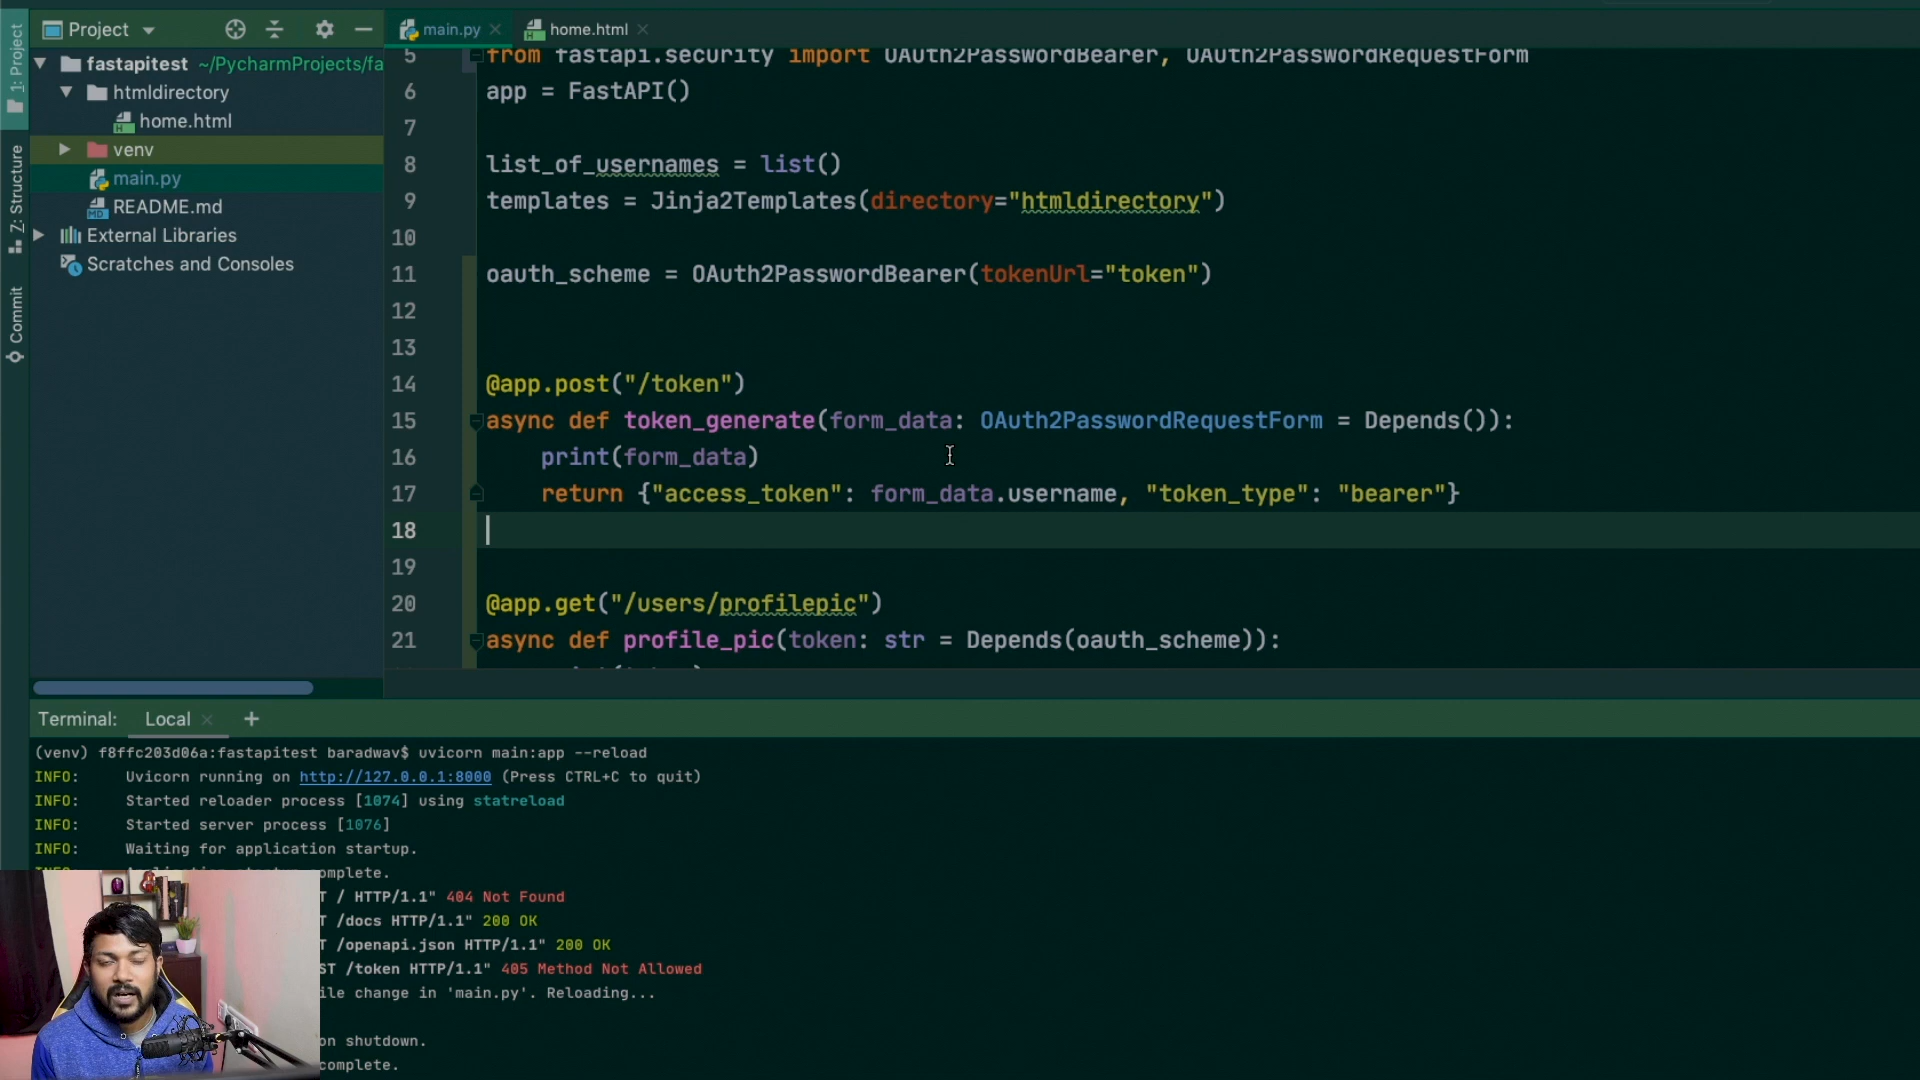 Project
main.py
home.html
1: Project
Z: Structure
Commit
fastapitest ~/PycharmProjects/fa
htmldirectory
home.html
venv
main.py
README.md
External Libraries
Scratches and Consoles
5 from fastapi.security import OAuth2PasswordBearer, OAuth2PasswordRequestForm
6 app = FastAPI()
7
8 list_of_usernames = list()
9 templates = Jinja2Templates(directory="htmldirectory")
10
11 oauth_scheme = OAuth2PasswordBearer(tokenUrl="token")
12
13
14 @app.post("/token")
15 async def token_generate(form_data: OAuth2PasswordRequestForm = Depends()):
16 print(form_data)
17 return {"access_token": form_data.username, "token_type": "bearer"}
18
19
20 @app.get("/users/profilepic")
21 async def profile_pic(token: str = Depends(oauth_scheme)):
Terminal: Local +
(venv) f8ffc203d06a:fastapitest baradwav$ uvicorn main:app --reload
INFO: Uvicorn running on http://127.0.0.1:8000 (Press CTRL+C to quit)
INFO: Started reloader process [1074] using statreload
INFO: Started server process [1076]
INFO: Waiting for application startup.
complete.
T / HTTP/1.1" 404 Not Found
T /docs HTTP/1.1" 200 OK
T /openapi.json HTTP/1.1" 200 OK
ST /token HTTP/1.1" 405 Method Not Allowed
ile change in 'main.py'. Reloading...
on shutdown.
complete.